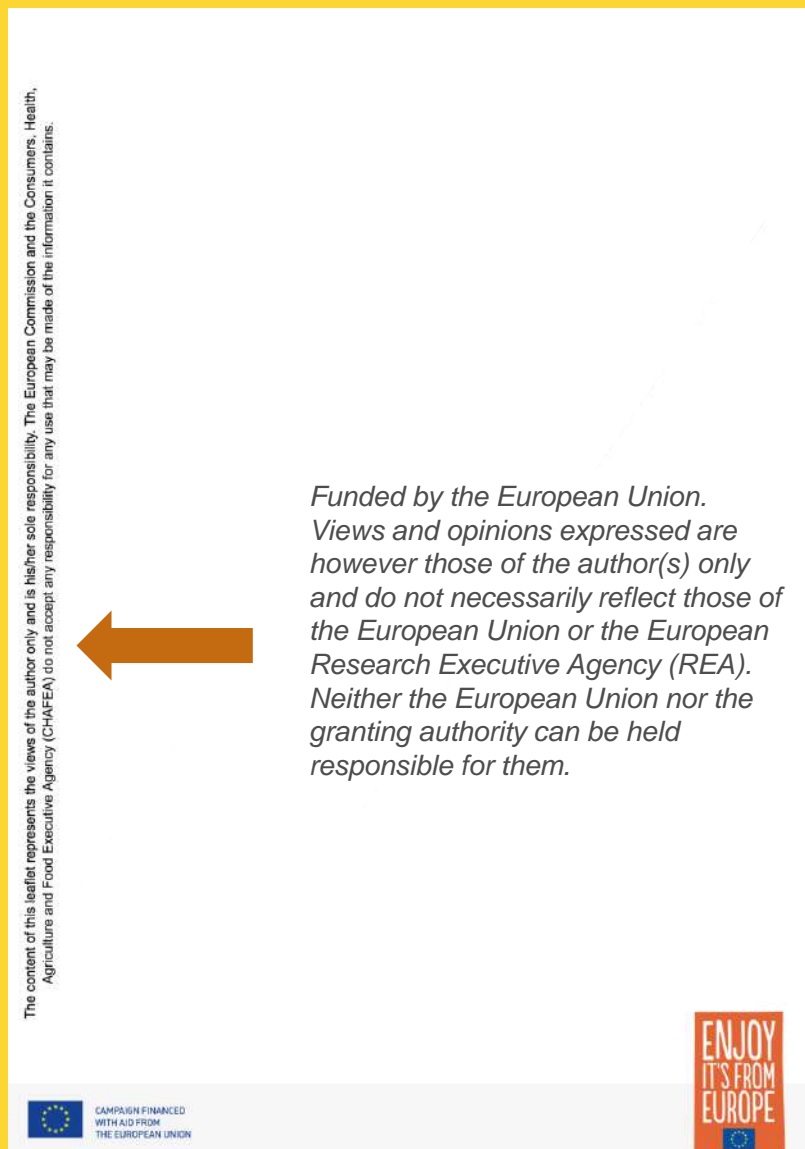 The content of this leaflet represents the views of the author only and is his/her sole responsibility. The European Commission and the Consumers, Health,
Agriculture and Food Executive Agency (CHAFEA) do not accept any responsibility for any use that may be made of the information it contains.
Funded by the European Union.
Views and opinions expressed are
however those of the author(s) only
and do not necessarily reflect those of
the European Union or the European
Research Executive Agency (REA).
Neither the European Union nor the
granting authority can be held
responsible for them.
CAMPAIGN FINANCED
WITH AID FROM
THE EUROPEAN UNION
ENJOY
IT'S FROM
EUROPE